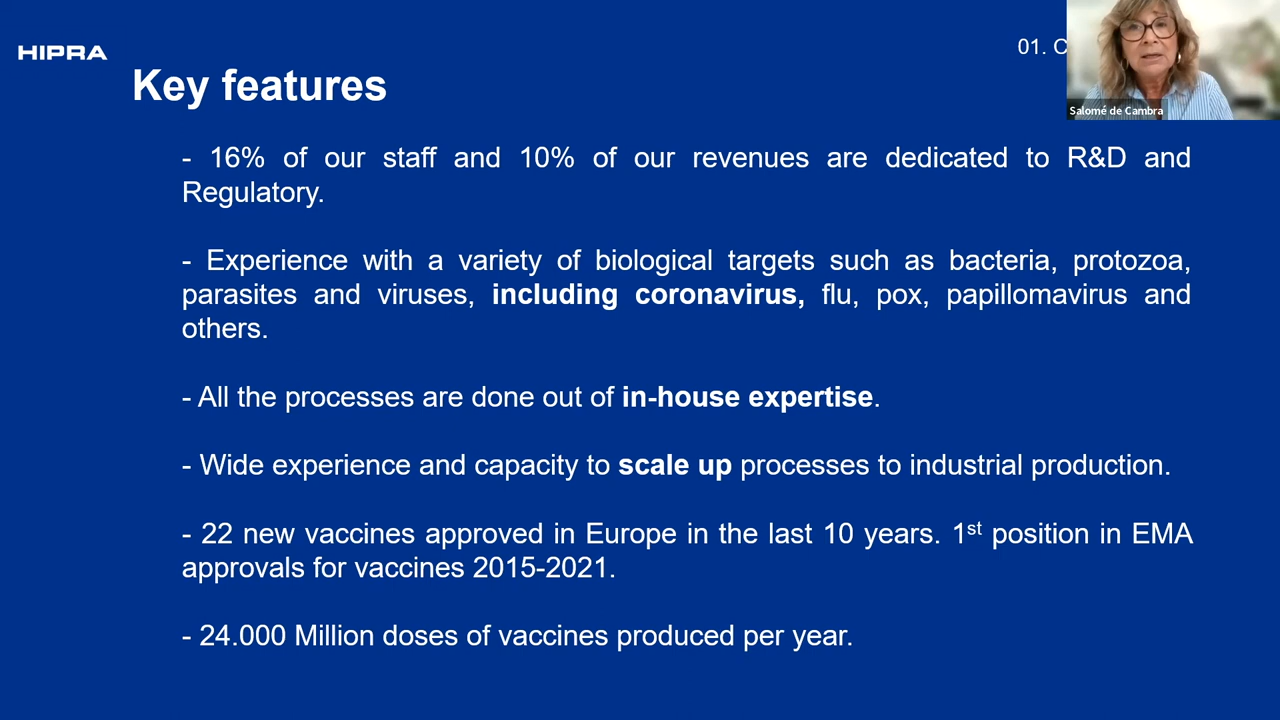 HIPRA
01. C
Salomé de Cambra
Key features
- 16% of our staff and 10% of our revenues are dedicated to R&D and
Regulatory.
- Experience with a variety of biological targets such as bacteria, protozoa,
parasites and viruses, including coronavirus, flu, pox, papillomavirus and
others.
- All the processes are done out of in-house expertise.
- Wide experience and capacity to scale up processes to industrial production.
- 22 new vaccines approved in Europe in the last 10 years. 1st position in EMA
approvals for vaccines 2015-2021.
- 24.000 Million doses of vaccines produced per year.